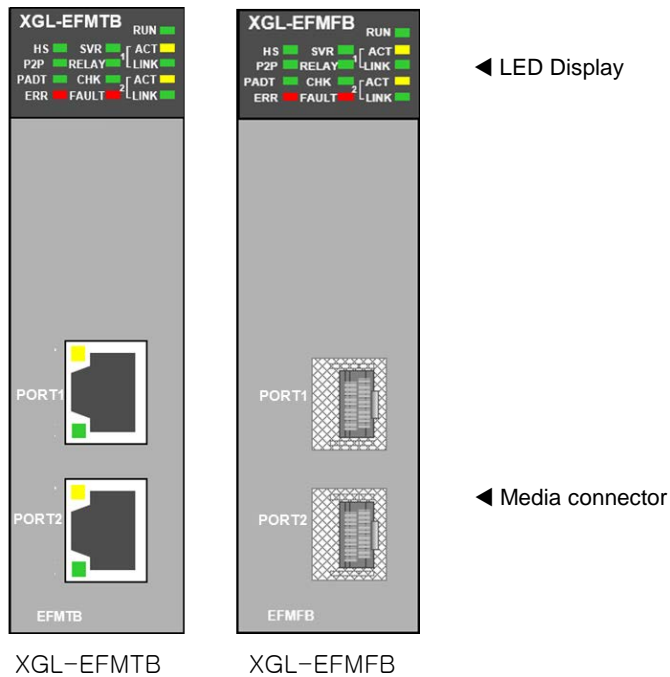 XGL-EFMTB
RUN
HS SVR 1 ACT
P2P RELAY LINK
PADT CHK 2 ACT
ERR FAULT LINK
PORT1
PORT2
EFMTB
XGL-EFMTB
XGL-EFMFB
RUN
HS SVR 1 ACT
P2P RELAY LINK
PADT CHK 2 ACT
ERR FAULT LINK
PORT1
PORT2
EFMFB
XGL-EFMFB
◀ LED Display
◀ Media connector